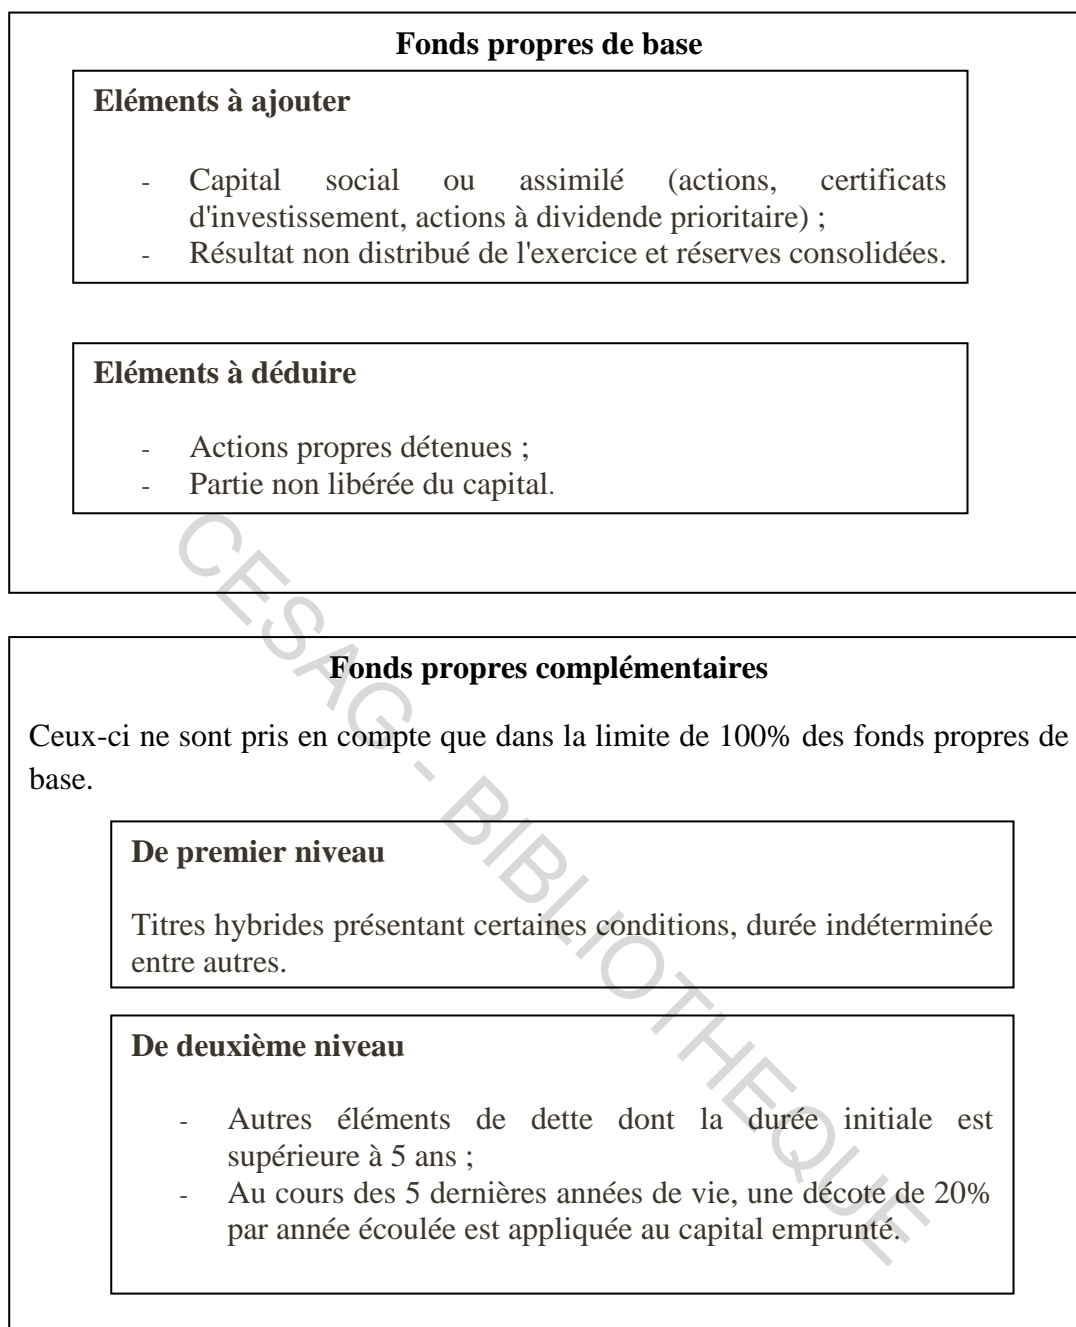 Fonds propres de base
Eléments à ajouter
- Capital social ou assimilé (actions, certificats
d'investissement, actions à dividende prioritaire) ;
- Résultat non distribué de l'exercice et réserves consolidées.
Eléments à déduire
- Actions propres détenues ;
- Partie non libérée du capital.
CESAG - BIBLIOTHEQUE
Fonds propres complémentaires
Ceux-ci ne sont pris en compte que dans la limite de 100% des fonds propres de
base.
De premier niveau
Titres hybrides présentant certaines conditions, durée indéterminée
entre autres.
De deuxième niveau
- Autres éléments de dette dont la durée initiale est
supérieure à 5 ans ;
- Au cours des 5 dernières années de vie, une décote de 20%
par année écoulée est appliquée au capital emprunté.